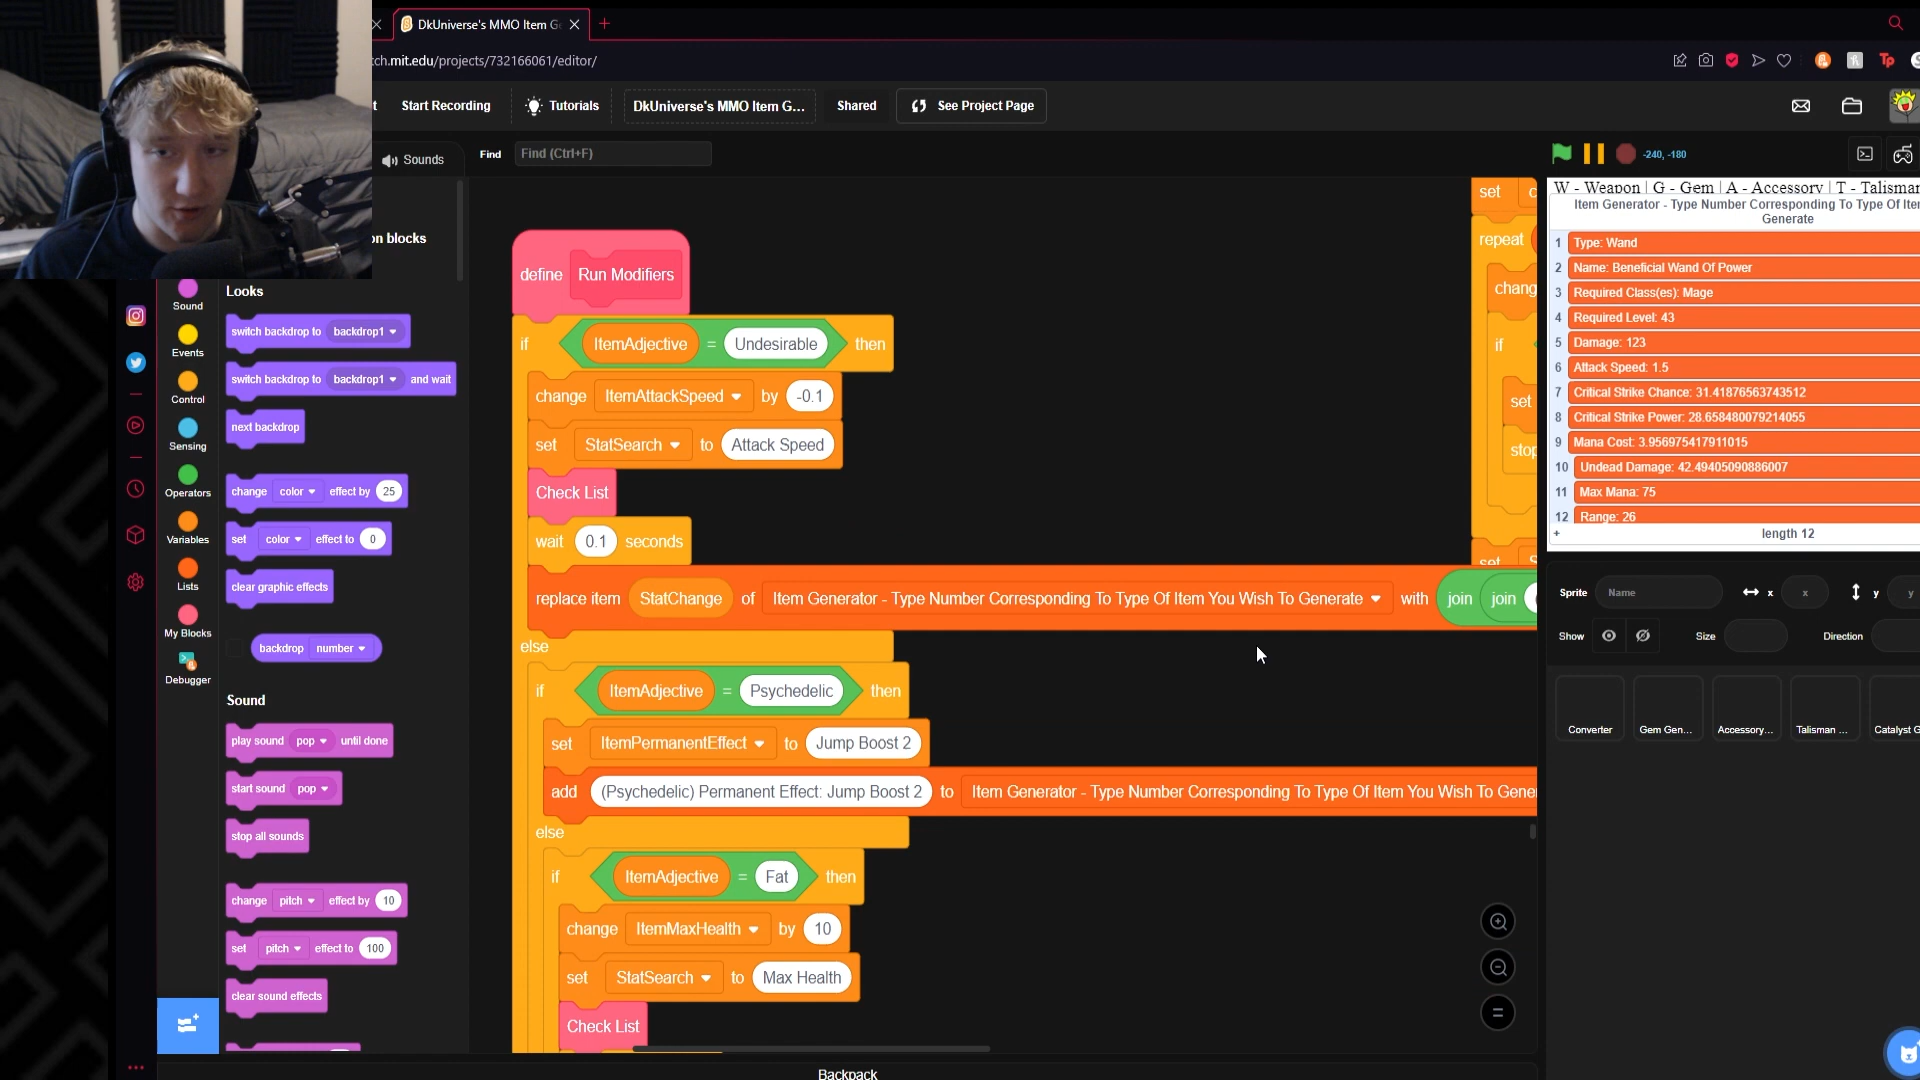 DkUniverse's MMO Item Ge
tch.mit.edu/projects/732166061/editor/
t Start Recording Tutorials DkUniverse's MMO Item G... Shared See Project Page
Sounds
Find Find (Ctrl+F)
-240, -180
on blocks
Looks
switch backdrop to backdrop1
switch backdrop to backdrop1 and wait
next backdrop
change color effect by 25
set color effect to 0
clear graphic effects
backdrop number
Sound
play sound pop until done
start sound pop
stop all sounds
change pitch effect by 10
set pitch effect to 100
clear sound effects
Sound
Events
Control
Sensing
Operators
Variables
Lists
My Blocks
Debugger
define Run Modifiers
if ItemAdjective = Undesirable then
change ItemAttackSpeed by -0.1
set StatSearch to Attack Speed
Check List
wait 0.1 seconds
replace item StatChange of Item Generator - Type Number Corresponding To Type Of Item You Wish To Generate with join join
else
if ItemAdjective = Psychedelic then
set ItemPermanentEffect to Jump Boost 2
add (Psychedelic) Permanent Effect: Jump Boost 2 to Item Generator - Type Number Corresponding To Type Of Item You Wish To Gener
else
if ItemAdjective = Fat then
change ItemMaxHealth by 10
set StatSearch to Max Health
Check List
set
repeat
chang
if
set
stop
set S
W - Weapon | G - Gem | A - Accessory | T - Talisman
Item Generator - Type Number Corresponding To Type Of Item
Generate
1 Type: Wand
2 Name: Beneficial Wand Of Power
3 Required Class(es): Mage
4 Required Level: 43
5 Damage: 123
6 Attack Speed: 1.5
7 Critical Strike Chance: 31.41876563743512
8 Critical Strike Power: 28.658480079214055
9 Mana Cost: 3.956975417911015
10 Undead Damage: 42.49405090886007
11 Max Mana: 75
12 Range: 26
+ length 12
Sprite Name x x y y
Show Size Direction
Converter Gem Gen... Accessory... Talisman ... Catalyst G
Backpack
Tp